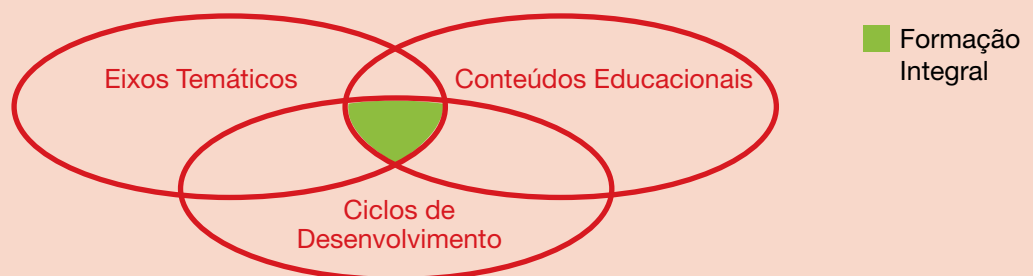 Eixos Temáticos
Conteúdos Educacionais
Formação
Integral
Ciclos de
Desenvolvimento